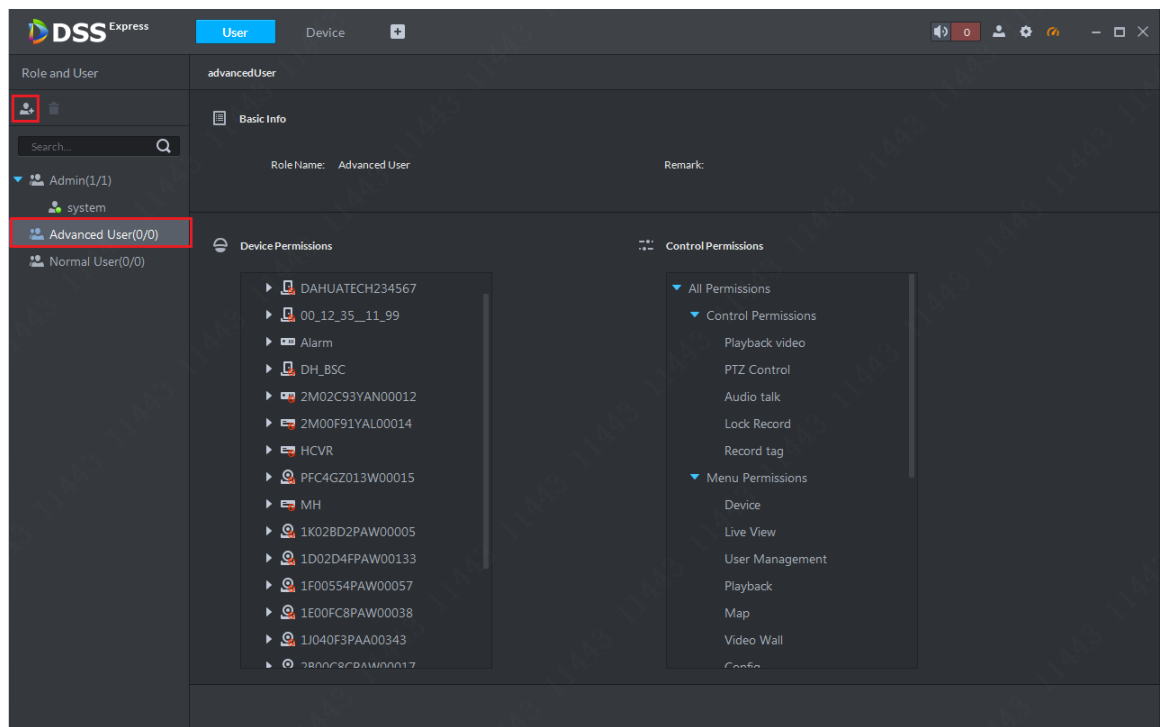 DSS Express User Device 0
Role and User advancedUser
Basic Info
Search...
Role Name: Advanced User Remark:
Admin(1/1)
system
Advanced User(0/0)
Normal User(0/0)
Device Permissions
DAHUATECH234567
00_12_35__11_99
Alarm
DH_BSC
2M02C93YAN00012
2M00F91YAL00014
HCVR
PFC4GZ013W00015
MH
1K02BD2PAW00005
1D02D4FPAW00133
1F00554PAW00057
1E00FC8PAW00038
1J040F3PAA00343
2B00C8CPAW00017
Control Permissions
All Permissions
Control Permissions
Playback video
PTZ Control
Audio talk
Lock Record
Record tag
Menu Permissions
Device
Live View
User Management
Playback
Map
Video Wall
Config
11443